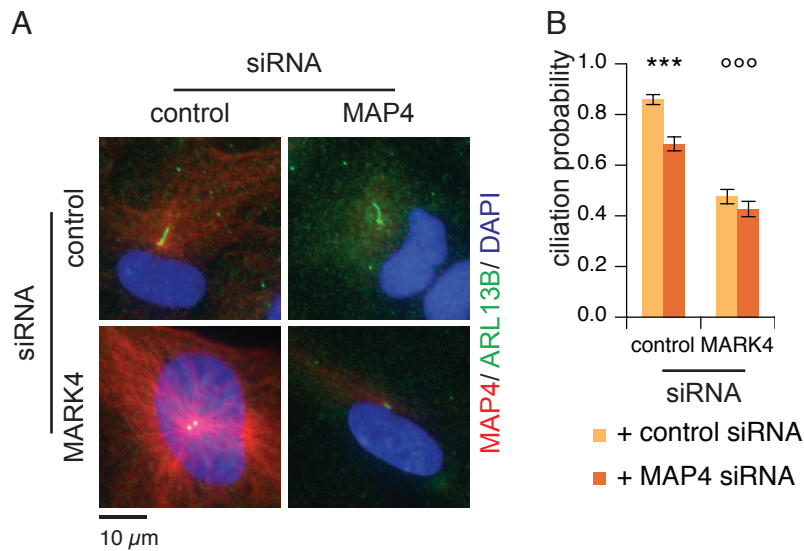 A
siRNA
control MAP4
siRNA
control
MARK4
MAP4/ ARL13B/ DAPI
10 µm
B
ciliation probability
1.0
0.8
0.6
0.4
0.2
0.0
*** °°°
control MARK4
siRNA
+ control siRNA
+ MAP4 siRNA